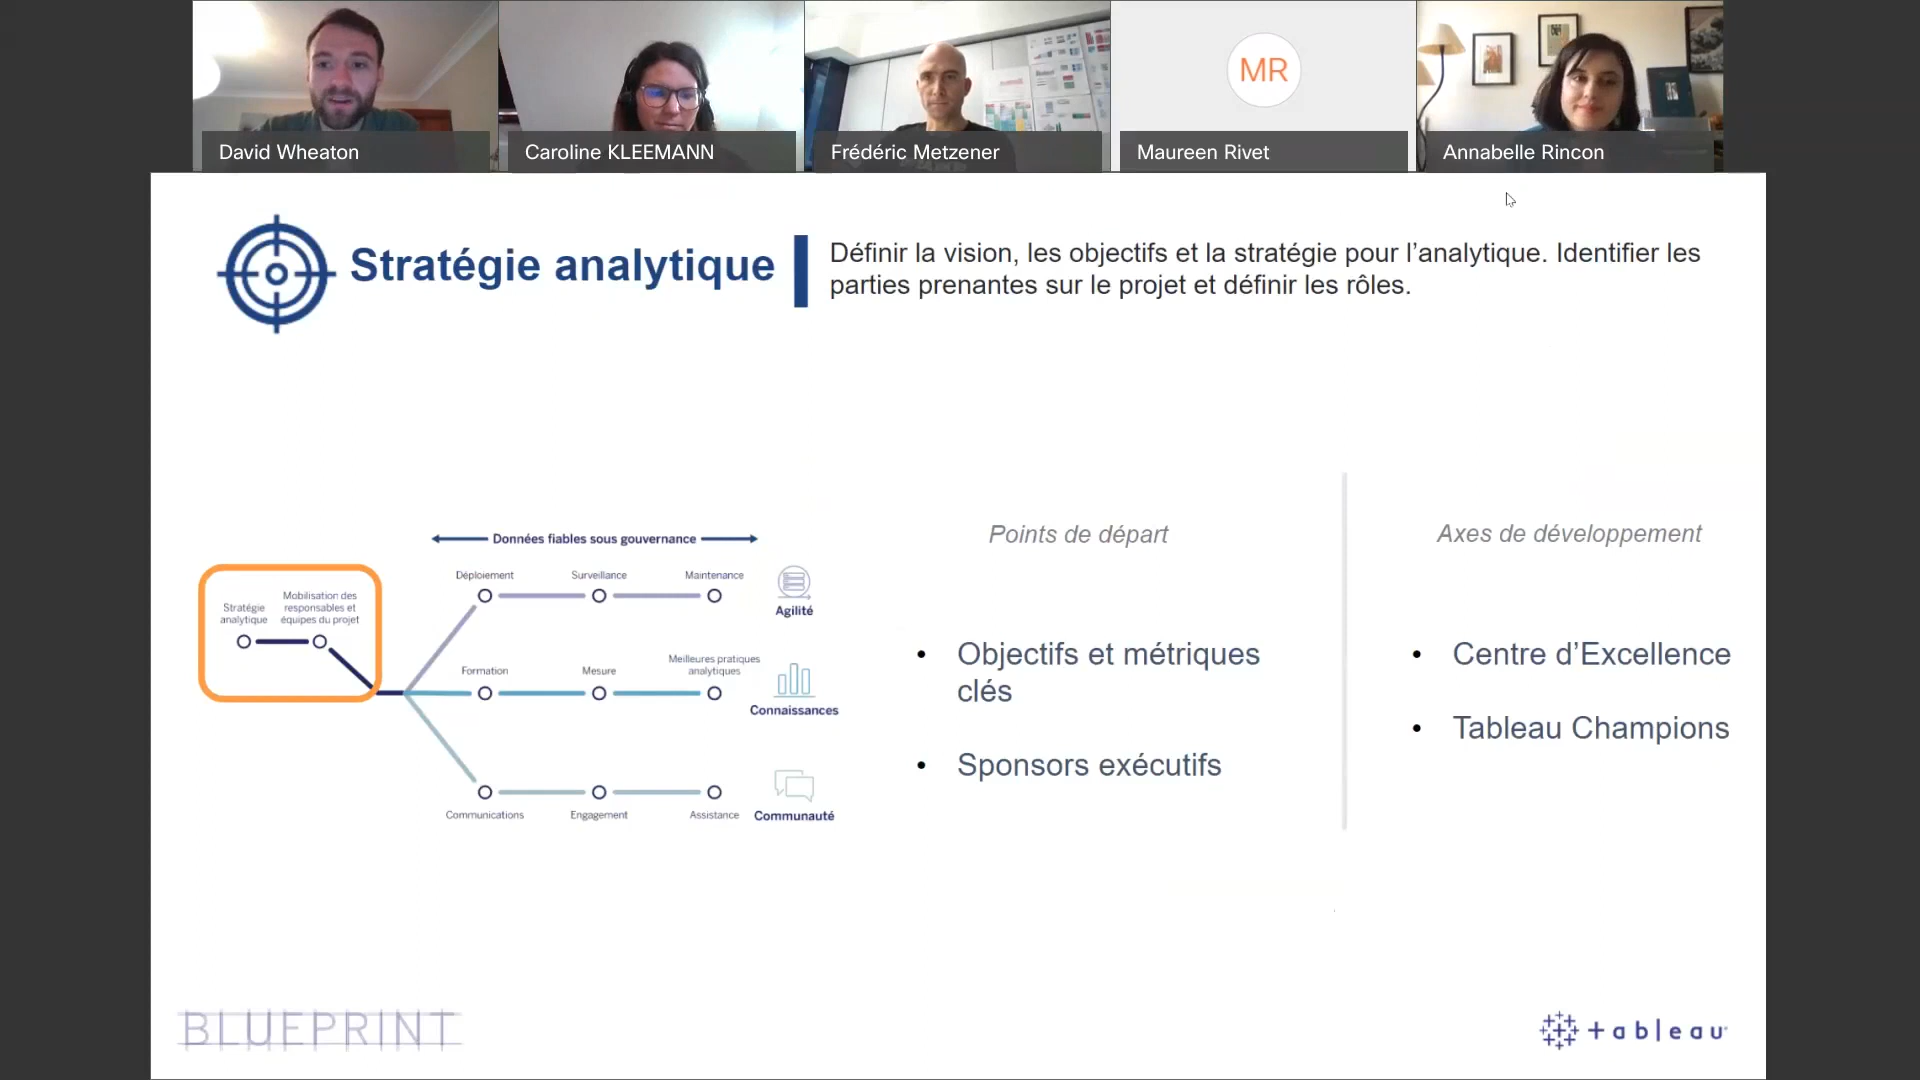 David Wheaton
Caroline KLEEMANN
Frédéric Metzener
MR
Maureen Rivet
Annabelle Rincon
Stratégie analytique
Définir la vision, les objectifs et la stratégie pour l’analytique. Identifier les
parties prenantes sur le projet et définir les rôles.
Données fiables sous gouvernance
Déploiement
Surveillance
Maintenance
Agilité
Stratégie
analytique
Mobilisation des
responsables et
équipes du projet
Formation
Mesure
Meilleures pratiques
analytiques
Connaissances
Communications
Engagement
Assistance
Communauté
Points de départ
• Objectifs et métriques
clés
• Sponsors exécutifs
Axes de développement
• Centre d’Excellence
• Tableau Champions
BLUEPRINT
+ableau